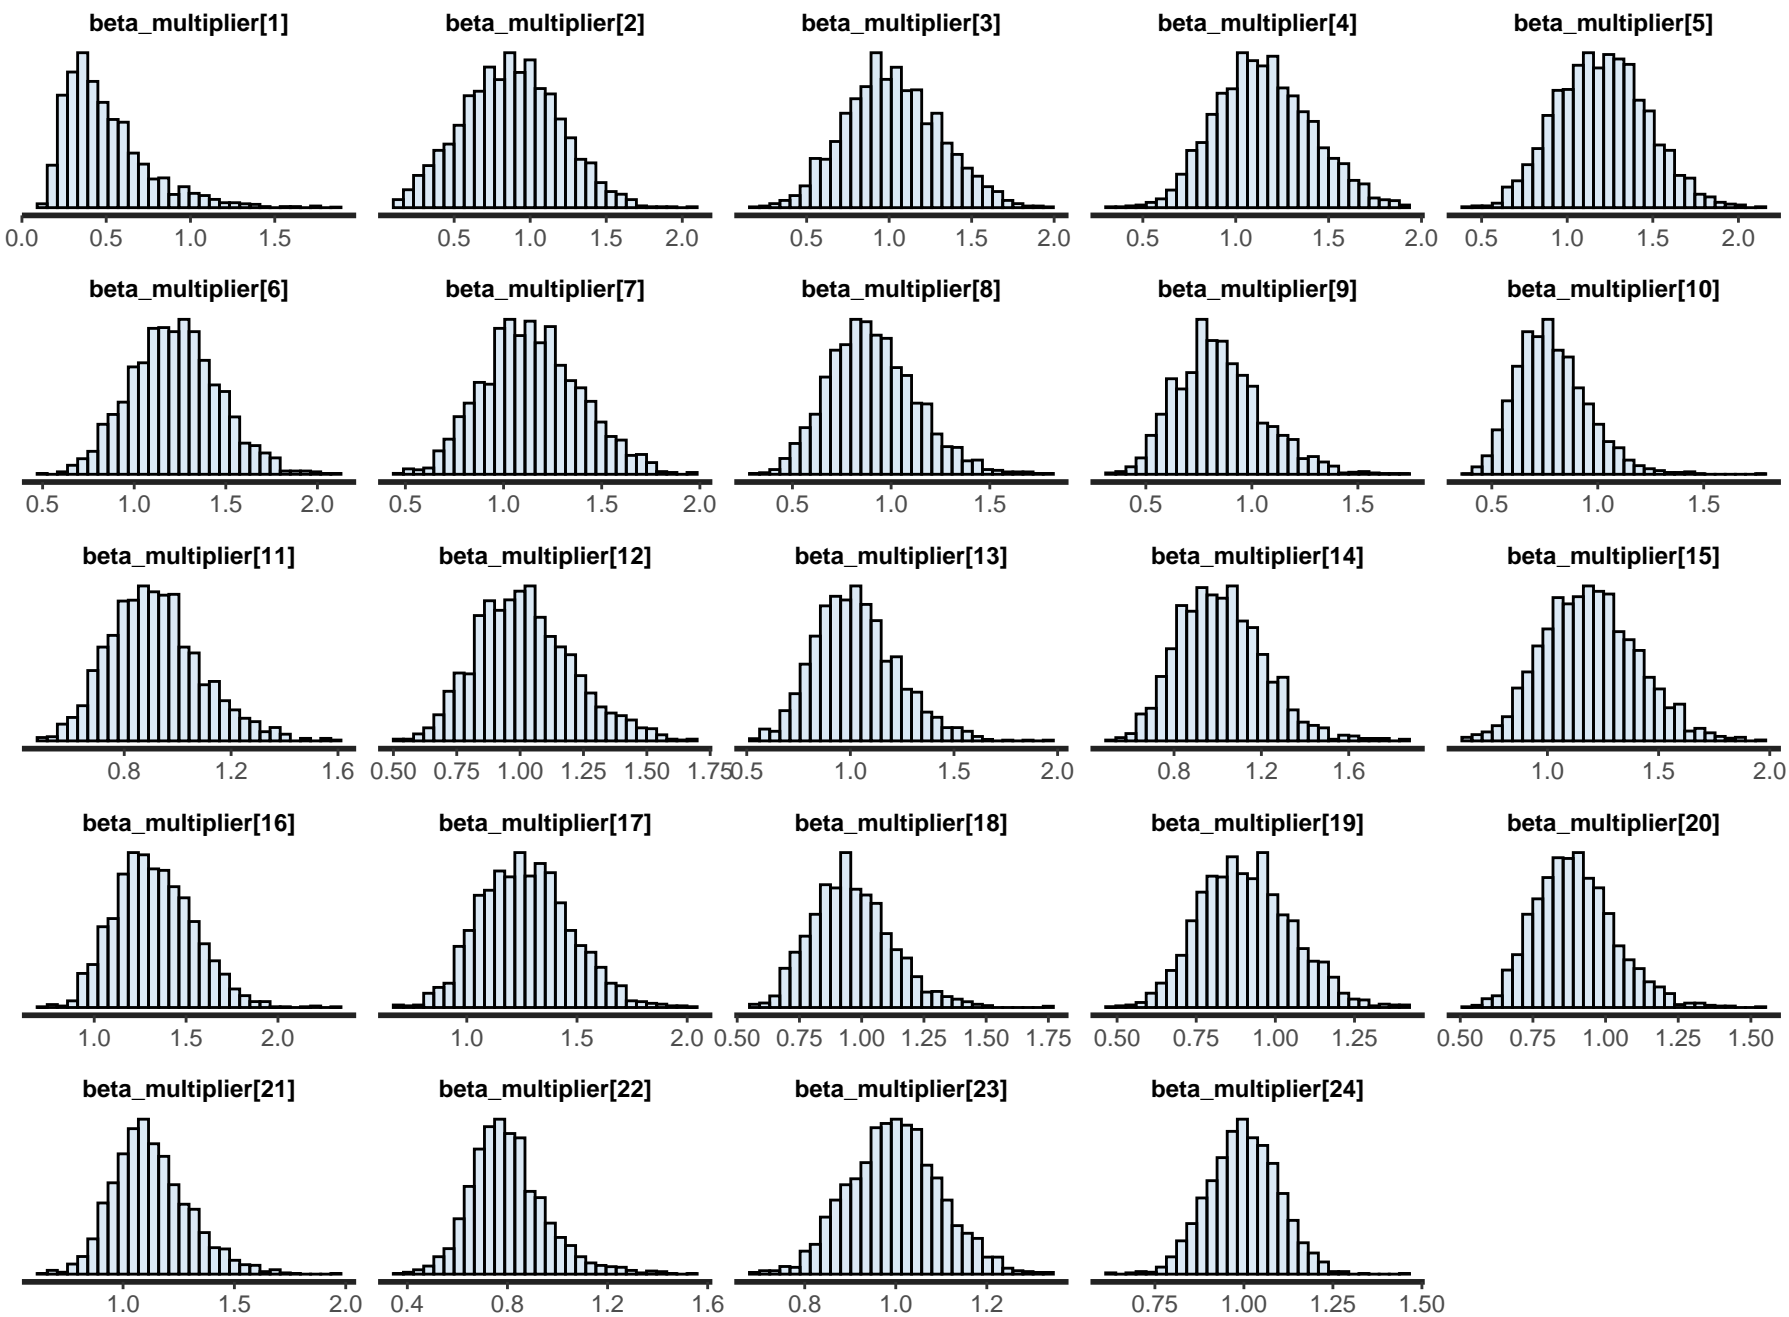 beta_multiplier[1] beta_multiplier[2] beta_multiplier[3] beta_multiplier[4] beta_multiplier[5]
0.0 0.5 1.0 1.5 0.5 1.0 1.5 2.0 0.5 1.0 1.5 2.0 0.5 1.0 1.5 2.0 0.5 1.0 1.5 2.0
beta_multiplier[6] beta_multiplier[7] beta_multiplier[8] beta_multiplier[9] beta_multiplier[10]
0.5 1.0 1.5 2.0 0.5 1.0 1.5 2.0 0.5 1.0 1.5 0.5 1.0 1.5 0.5 1.0 1.5
beta_multiplier[11] beta_multiplier[12] beta_multiplier[13] beta_multiplier[14] beta_multiplier[15]
0.8 1.2 1.6 0.50 0.75 1.00 1.25 1.50 1.75 0.5 1.0 1.5 2.0 0.8 1.2 1.6 1.0 1.5 2.0
beta_multiplier[16] beta_multiplier[17] beta_multiplier[18] beta_multiplier[19] beta_multiplier[20]
1.0 1.5 2.0 1.0 1.5 2.0 0.50 0.75 1.00 1.25 1.50 1.75 0.50 0.75 1.00 1.25 0.50 0.75 1.00 1.25 1.50
beta_multiplier[21] beta_multiplier[22] beta_multiplier[23] beta_multiplier[24]
1.0 1.5 2.0 0.4 0.8 1.2 1.6 0.8 1.0 1.2 0.75 1.00 1.25 1.50